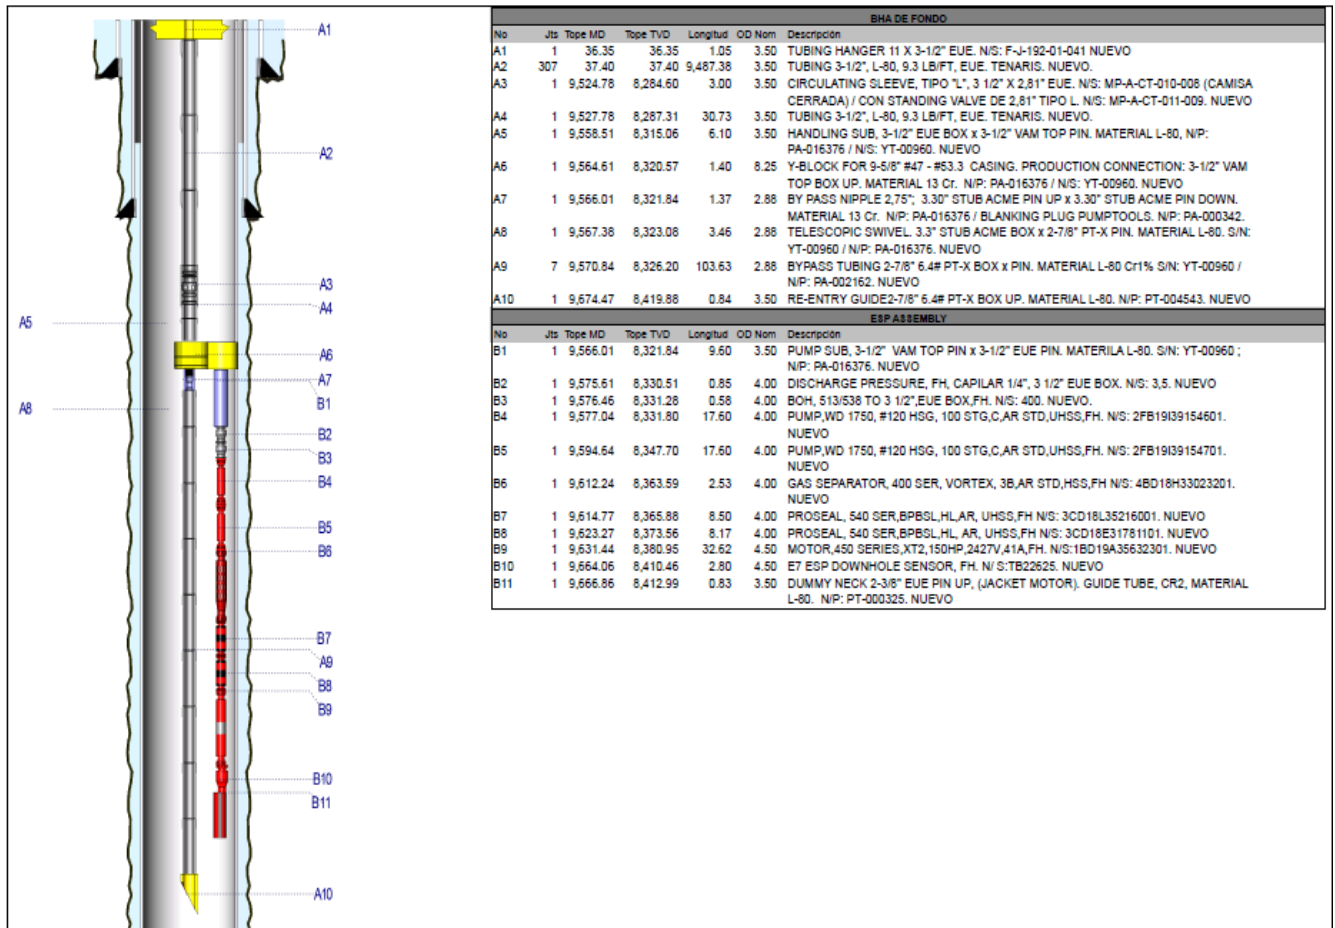 A1
A2
A3
A4
A5
A6
A7
A8
B1
B2
B3
B4
B5
B6
B7
A9
B8
B9
B10
B11
A10
BHA DE FONDO
No Jts Tope MD Tope TVD Longitud OD Nom Descripción
A1 1 36.35 36.35 1.05 3.50 TUBING HANGER 11 X 3-1/2" EUE. N/S: F-J-192-01-041 NUEVO
A2 307 37.40 37.40 9,487.38 3.50 TUBING 3-1/2", L-80, 9.3 LB/FT, EUE. TENARIS. NUEVO.
A3 1 9,524.78 8,284.60 3.00 3.50 CIRCULATING SLEEVE, TIPO "L", 3 1/2" X 2,81" EUE. N/S: MP-A-CT-010-008 (CAMISA
CERRADA) / CON STANDING VALVE DE 2,81" TIPO L. N/S: MP-A-CT-011-009. NUEVO
A4 1 9,527.78 8,287.31 30.73 3.50 TUBING 3-1/2", L-80, 9.3 LB/FT, EUE. TENARIS. NUEVO.
A5 1 9,558.51 8,315.06 6.10 3.50 HANDLING SUB, 3-1/2" EUE BOX x 3-1/2" VAM TOP PIN. MATERIAL L-80, N/P:
PA-016376 / N/S: YT-00960. NUEVO
A6 1 9,564.61 8,320.57 1.40 8.25 Y-BLOCK FOR 9-5/8" #47 - #53.3 CASING. PRODUCTION CONNECTION: 3-1/2" VAM
TOP BOX UP. MATERIAL 13 Cr. N/P: PA-016376 / N/S: YT-00960. NUEVO
A7 1 9,566.01 8,321.84 1.37 2.88 BY PASS NIPPLE 2,75"; 3.30" STUB ACME PIN UP x 3.30" STUB ACME PIN DOWN.
MATERIAL 13 Cr. N/P: PA-016376 / BLANKING PLUG PUMPTOOLS. N/P: PA-000342.
A8 1 9,567.38 8,323.08 3.46 2.88 TELESCOPIC SWIVEL. 3.3" STUB ACME BOX x 2-7/8" PT-X PIN. MATERIAL L-80. S/N:
YT-00960 / N/P: PA-016376. NUEVO
A9 7 9,570.84 8,326.20 103.63 2.88 BYPASS TUBING 2-7/8" 6.4# PT-X BOX x PIN. MATERIAL L-80 Cr1% S/N: YT-00960 /
N/P: PA-002162. NUEVO
A10 1 9,674.47 8,419.88 0.84 3.50 RE-ENTRY GUIDE2-7/8" 6.4# PT-X BOX UP. MATERIAL L-80. N/P: PT-004543. NUEVO
ESP ASSEMBLY
No Jts Tope MD Tope TVD Longitud OD Nom Descripción
B1 1 9,566.01 8,321.84 9.60 3.50 PUMP SUB, 3-1/2" VAM TOP PIN x 3-1/2" EUE PIN. MATERILA L-80. S/N: YT-00960 ;
N/P: PA-016376. NUEVO
B2 1 9,575.61 8,330.51 0.85 4.00 DISCHARGE PRESSURE, FH, CAPILAR 1/4", 3 1/2" EUE BOX. N/S: 3,5. NUEVO
B3 1 9,576.46 8,331.28 0.58 4.00 BOH, 513/538 TO 3 1/2",EUE BOX,FH. N/S: 400. NUEVO.
B4 1 9,577.04 8,331.80 17.60 4.00 PUMP,WD 1750, #120 HSG, 100 STG,C,AR STD,UHSS,FH. N/S: 2FB19I39154601.
NUEVO
B5 1 9,594.64 8,347.70 17.60 4.00 PUMP,WD 1750, #120 HSG, 100 STG,C,AR STD,UHSS,FH. N/S: 2FB19I39154701.
NUEVO
B6 1 9,612.24 8,363.59 2.53 4.00 GAS SEPARATOR, 400 SER, VORTEX, 3B,AR STD,HSS,FH N/S: 4BD18H33023201.
NUEVO
B7 1 9,614.77 8,365.88 8.50 4.00 PROSEAL, 540 SER,BPBSL,HL,AR, UHSS,FH N/S: 3CD18L35216001. NUEVO
B8 1 9,623.27 8,373.56 8.17 4.00 PROSEAL, 540 SER,BPBSL,HL, AR, UHSS,FH N/S: 3CD18E31781101. NUEVO
B9 1 9,631.44 8,380.95 32.62 4.50 MOTOR,450 SERIES,XT2,150HP,2427V,41A,FH. N/S:1BD19A35632301. NUEVO
B10 1 9,664.06 8,410.46 2.80 4.50 E7 ESP DOWNHOLE SENSOR, FH. N/ S:TB22625. NUEVO
B11 1 9,666.86 8,412.99 0.83 3.50 DUMMY NECK 2-3/8" EUE PIN UP, (JACKET MOTOR). GUIDE TUBE, CR2, MATERIAL
L-80. N/P: PT-000325. NUEVO